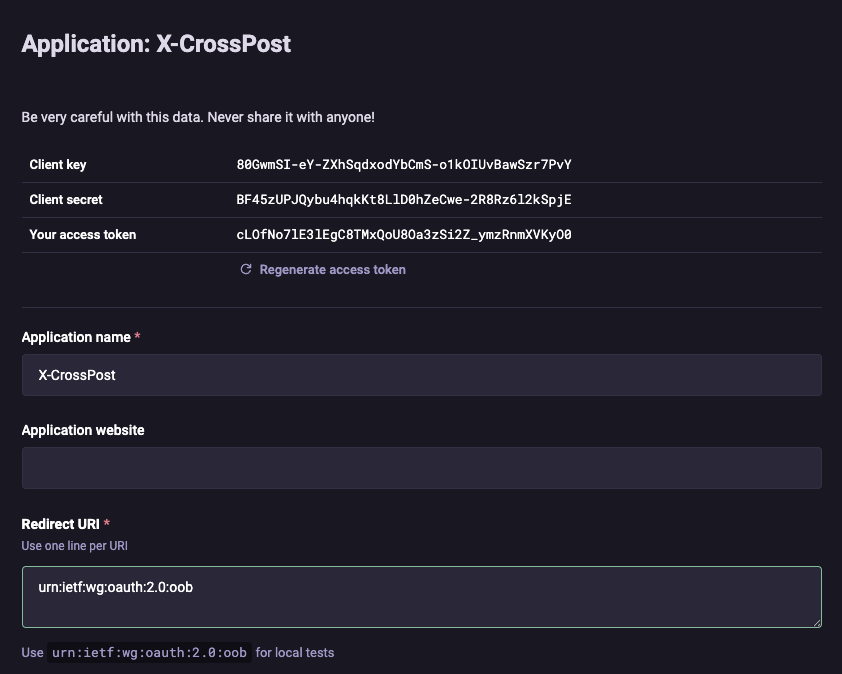 Application: X-CrossPost
Be very careful with this data. Never share it with anyone!
Client key 80GwmSI-eY-ZXhSqdxodYbCmS-o1kOIUvBawSzr7PvY
Client secret BF45zUPJQybu4hqkKt8LlD0hZeCwe-2R8Rz6l2kSpjE
Your access token cLOfNo7lE3lEgC8TMxQoU8Oa3zSi2Z_ymzRnmXVKyO0
Regenerate access token
Application name *
X-CrossPost
Application website
Redirect URI *
Use one line per URI
urn:ietf:wg:oauth:2.0:oob
Use urn:ietf:wg:oauth:2.0:oob for local tests